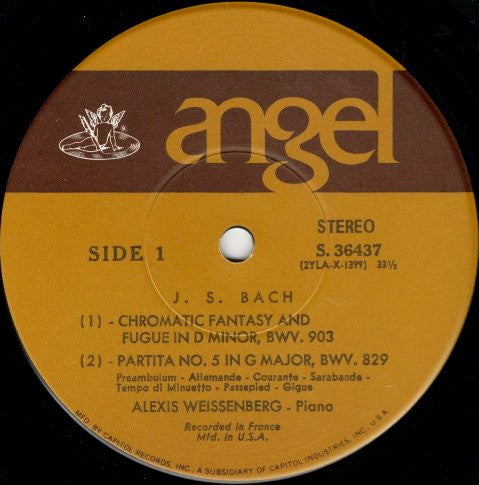 angel
STEREO
SIDE 1
S. 36437
(2YLA-X-1399) 33⅓
J. S. BACH
(1) - CHROMATIC FANTASY AND
FUGUE IN D MINOR, BWV. 903
(2) - PARTITA NO. 5 IN G MAJOR, BWV. 829
Preambulum - Allemande - Courante - Sarabande -
Tempo di Minuetto - Passepied - Gigue
ALEXIS WEISSENBERG - Piano
Recorded in France
Mfd. in U.S.A.
MFD. BY CAPITOL RECORDS, INC., A SUBSIDIARY OF CAPITOL INDUSTRIES, INC., U.S.A.